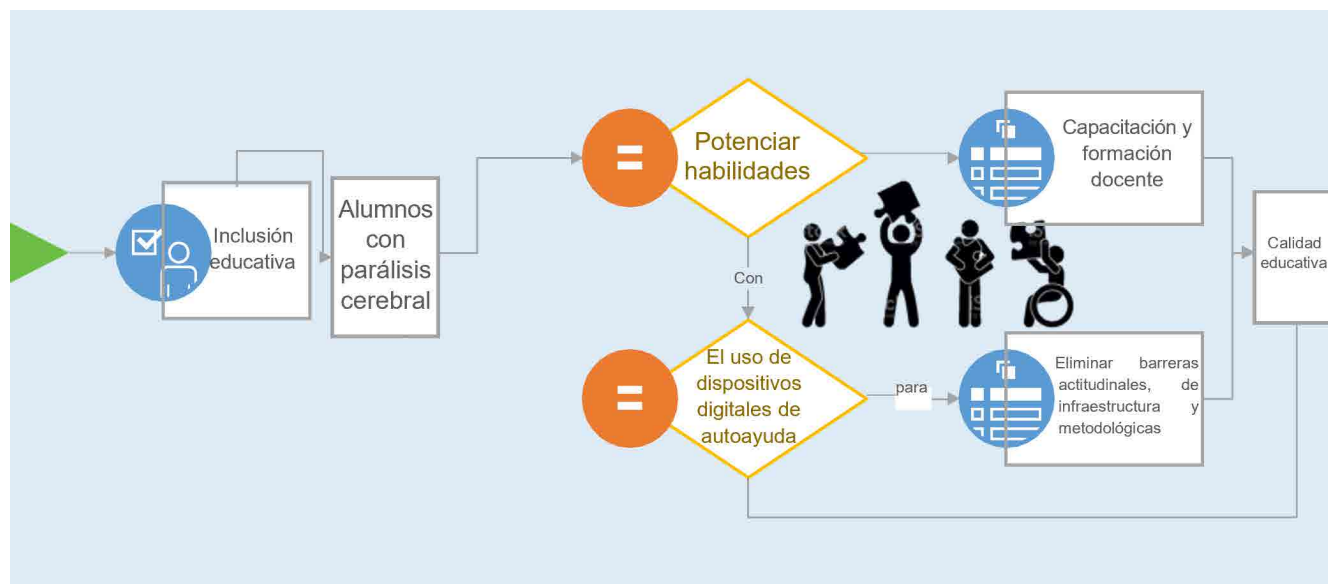 Inclusión
educativa
Alumnos
con
parálisis
cerebral
Potenciar
habilidades
Capacitación y
formación
docente
Con
El uso de
dispositivos
digitales de
autoayuda
para
Eliminar barreras
actitudinales, de
infraestructura y
metodológicas
Calidad
educativa